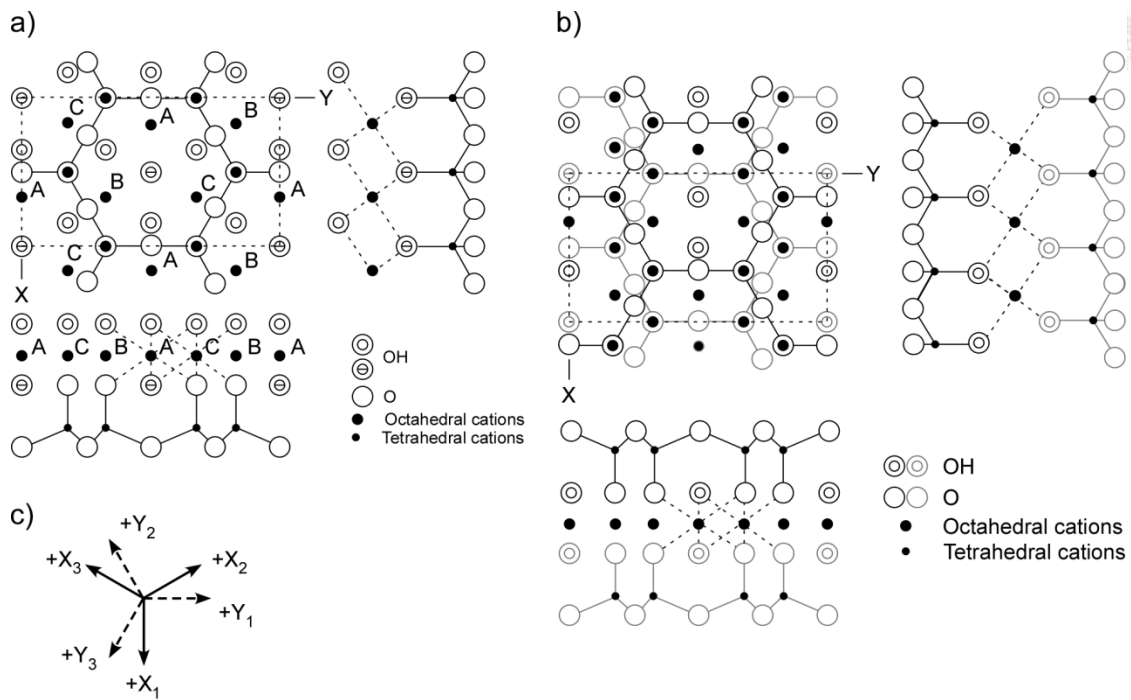 a)
C
A
B
Y
A
B
C
A
C
A
B
X
A
C
B
A
C
B
A
OH
O
Octahedral cations
Tetrahedral cations
b)
Y
X
OH
O
Octahedral cations
Tetrahedral cations
c)
+Y2
+X3
+X2
+Y1
+Y3
+X1